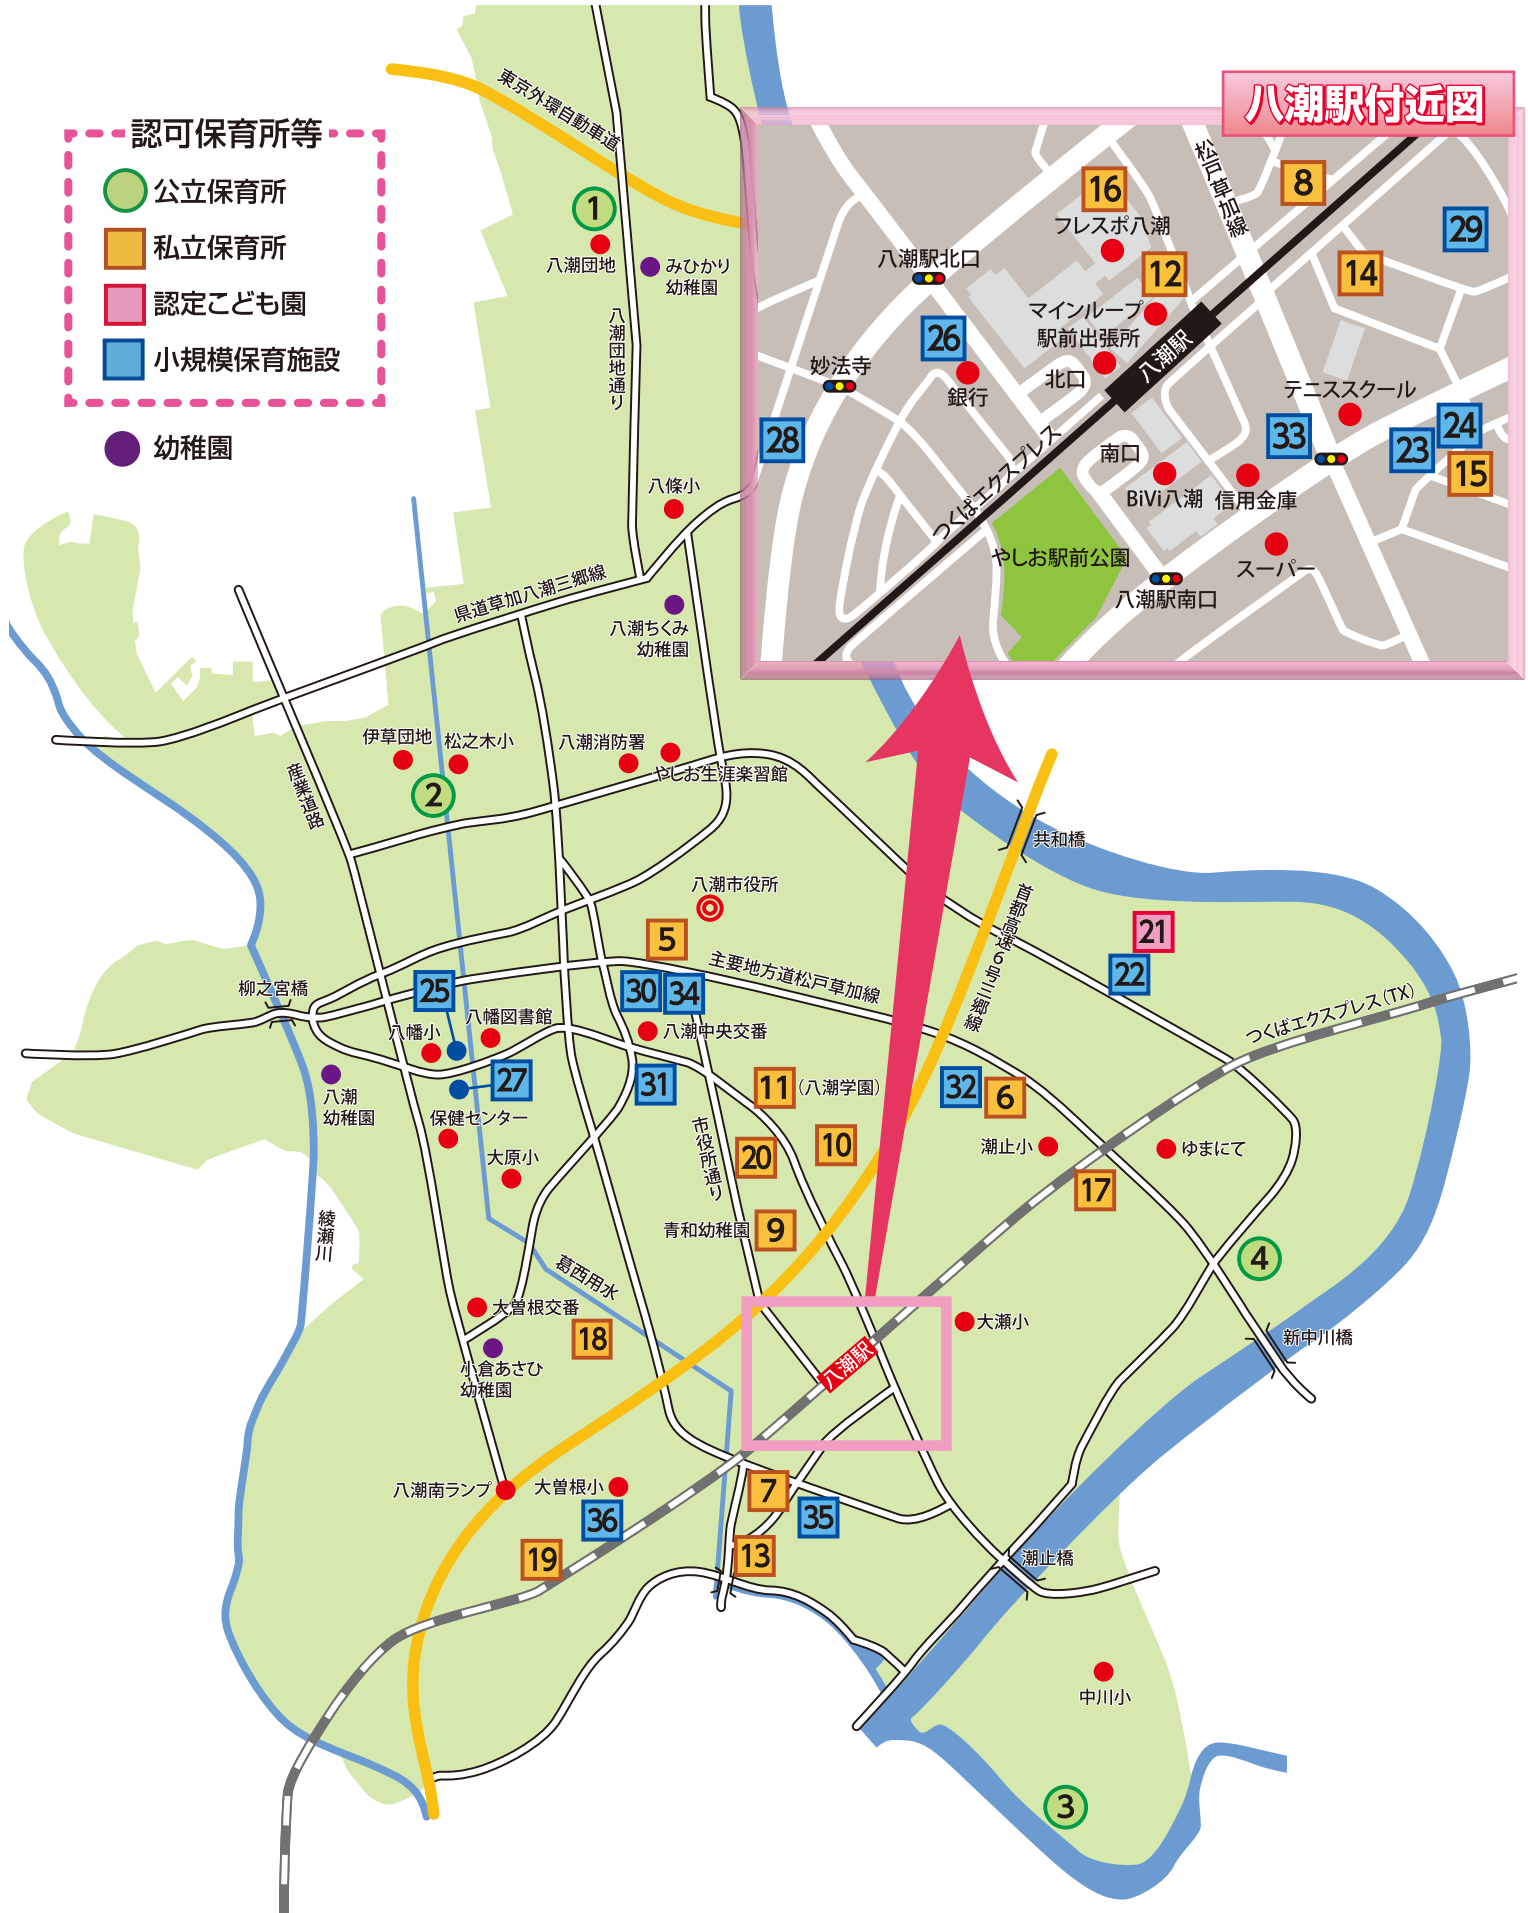 認可保育所等
公立保育所
私立保育所
認定こども園
小規模保育施設
幼稚園
東京外環自動車道
1
八潮団地
みひかり
幼稚園
八潮団地通り
八條小
県道草加八潮三郷線
八潮ちくみ
幼稚園
八潮駅付近図
松戸草加線
16
フレスポ八潮
8
29
八潮駅北口
12
14
マインループ
26
駅前出張所
八潮駅
妙法寺
北口
銀行
テニススクール
28
33
24
23
15
つくばエクスプレス
南口
BiVi八潮
信用金庫
やしお駅前公園
スーパー
八潮駅南口
伊草団地
松之木小
八潮消防署
やしお生涯楽習館
2
産業道路
共和橋
八潮市役所
首都高速6号三郷線
5
21
22
主要地方道松戸草加線
柳之宮橋
25
30
34
つくばエクスプレス(TX)
八幡小
八幡図書館
八潮中央交番
八潮
幼稚園
27
31
11
(八潮学園)
32
6
保健センター
市役所通り
10
潮止小
ゆまにて
大原小
20
17
綾瀬川
青和幼稚園
9
4
葛西用水
大曽根交番
18
大瀬小
新中川橋
八潮駅
小倉あさひ
幼稚園
八潮南ランプ
大曽根小
7
36
35
19
13
潮止橋
中川小
3